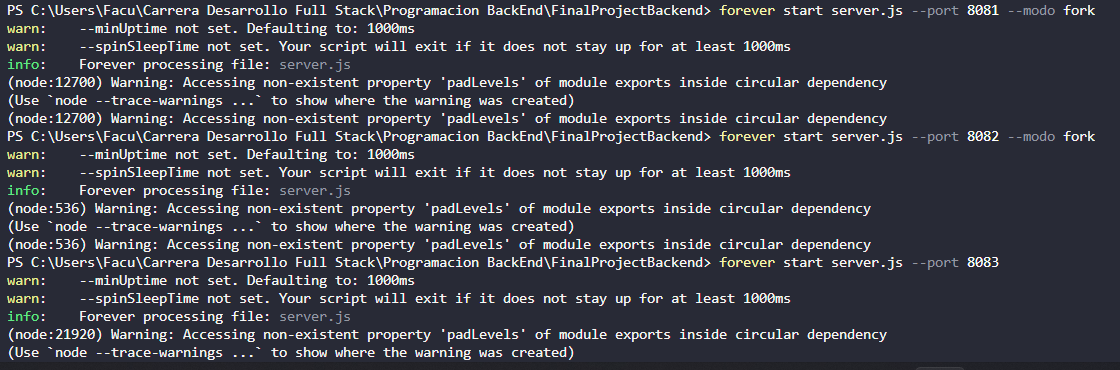 PS C:\Users\Facu\Carrera Desarrollo Full Stack\Programacion BackEnd\FinalProjectBackend> forever start server.js --port 8081 --modo fork
warn:    --minUptime not set. Defaulting to: 1000ms
warn:    --spinSleepTime not set. Your script will exit if it does not stay up for at least 1000ms
info:    Forever processing file: server.js
(node:12700) Warning: Accessing non-existent property 'padLevels' of module exports inside circular dependency
(Use `node --trace-warnings ...` to show where the warning was created)
(node:12700) Warning: Accessing non-existent property 'padLevels' of module exports inside circular dependency
PS C:\Users\Facu\Carrera Desarrollo Full Stack\Programacion BackEnd\FinalProjectBackend> forever start server.js --port 8082 --modo fork
warn:    --minUptime not set. Defaulting to: 1000ms
warn:    --spinSleepTime not set. Your script will exit if it does not stay up for at least 1000ms
info:    Forever processing file: server.js
(node:536) Warning: Accessing non-existent property 'padLevels' of module exports inside circular dependency
(Use `node --trace-warnings ...` to show where the warning was created)
(node:536) Warning: Accessing non-existent property 'padLevels' of module exports inside circular dependency
PS C:\Users\Facu\Carrera Desarrollo Full Stack\Programacion BackEnd\FinalProjectBackend> forever start server.js --port 8083
warn:    --minUptime not set. Defaulting to: 1000ms
warn:    --spinSleepTime not set. Your script will exit if it does not stay up for at least 1000ms
info:    Forever processing file: server.js
(node:21920) Warning: Accessing non-existent property 'padLevels' of module exports inside circular dependency
(Use `node --trace-warnings ...` to show where the warning was created)